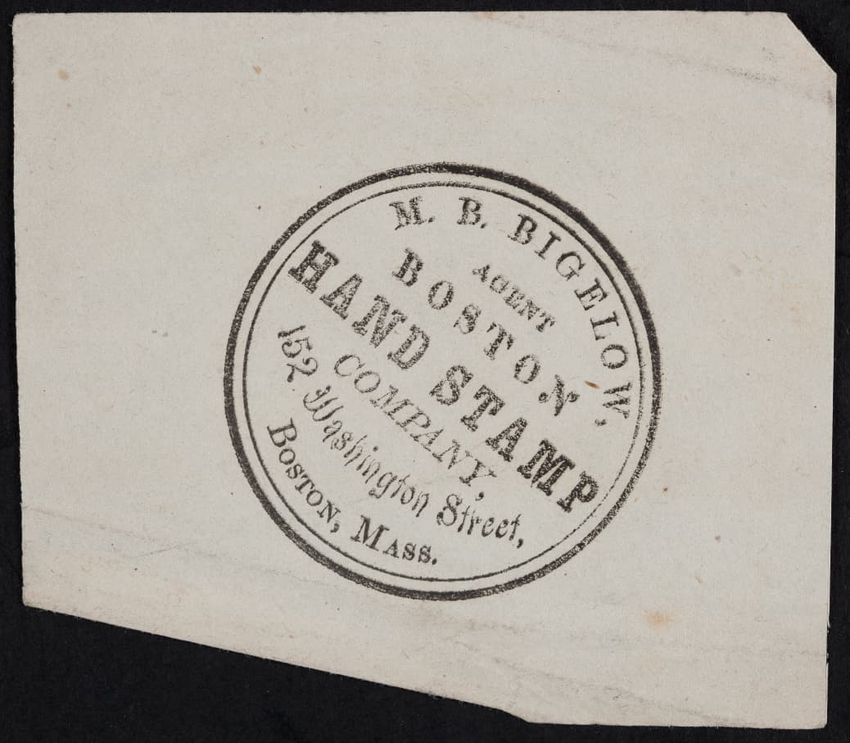 M. B. BIGELOW,
AGENT
BOSTON
HAND STAMP
COMPANY,
152 Washington Street,
BOSTON, MASS.